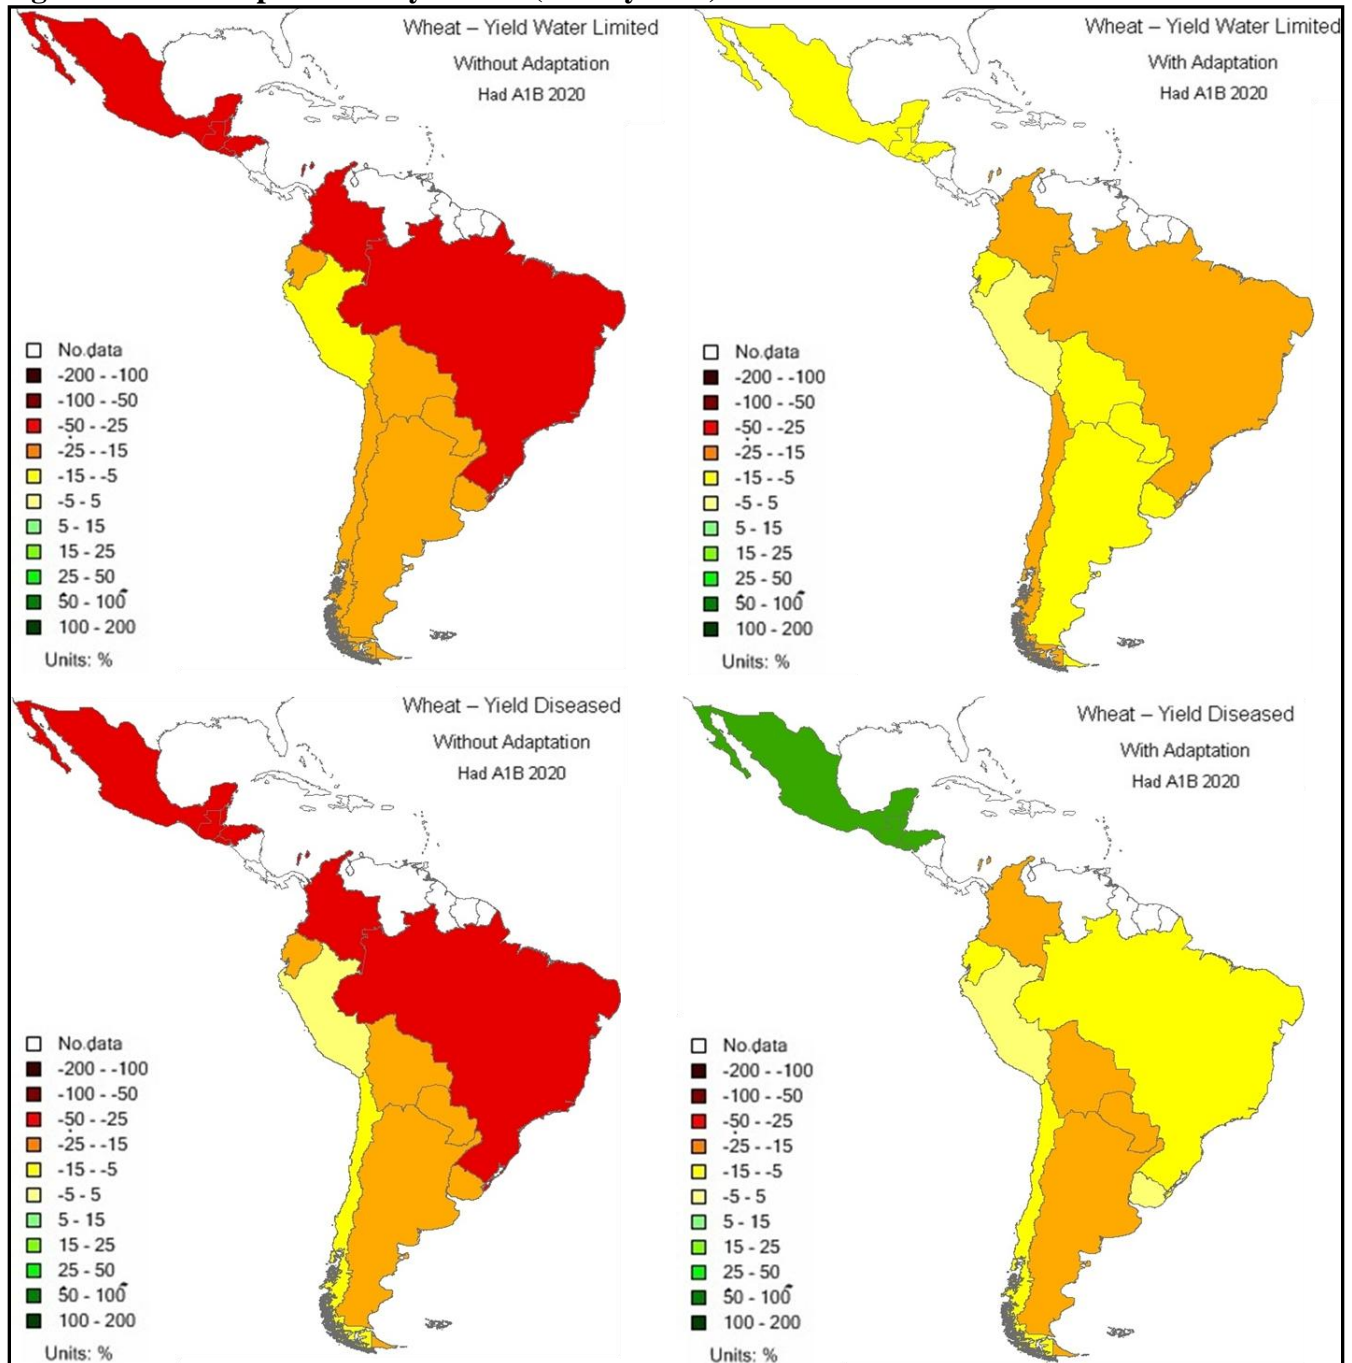 Wheat – Yield Water Limited
Without Adaptation
Had A1B 2020
No.data
-200 - -100
-100 - -50
-50 - -25
-25 - -15
-15 - -5
-5 - 5
5 - 15
15 - 25
25 - 50
50 - 100
100 - 200
Units: %
Wheat – Yield Water Limited
With Adaptation
Had A1B 2020
No.data
-200 - -100
-100 - -50
-50 - -25
-25 - -15
-15 - -5
-5 - 5
5 - 15
15 - 25
25 - 50
50 - 100
100 - 200
Units: %
Wheat – Yield Diseased
Without Adaptation
Had A1B 2020
No.data
-200 - -100
-100 - -50
-50 - -25
-25 - -15
-15 - -5
-5 - 5
5 - 15
15 - 25
25 - 50
50 - 100
100 - 200
Units: %
Wheat – Yield Diseased
With Adaptation
Had A1B 2020
No.data
-200 - -100
-100 - -50
-50 - -25
-25 - -15
-15 - -5
-5 - 5
5 - 15
15 - 25
25 - 50
50 - 100
100 - 200
Units: %